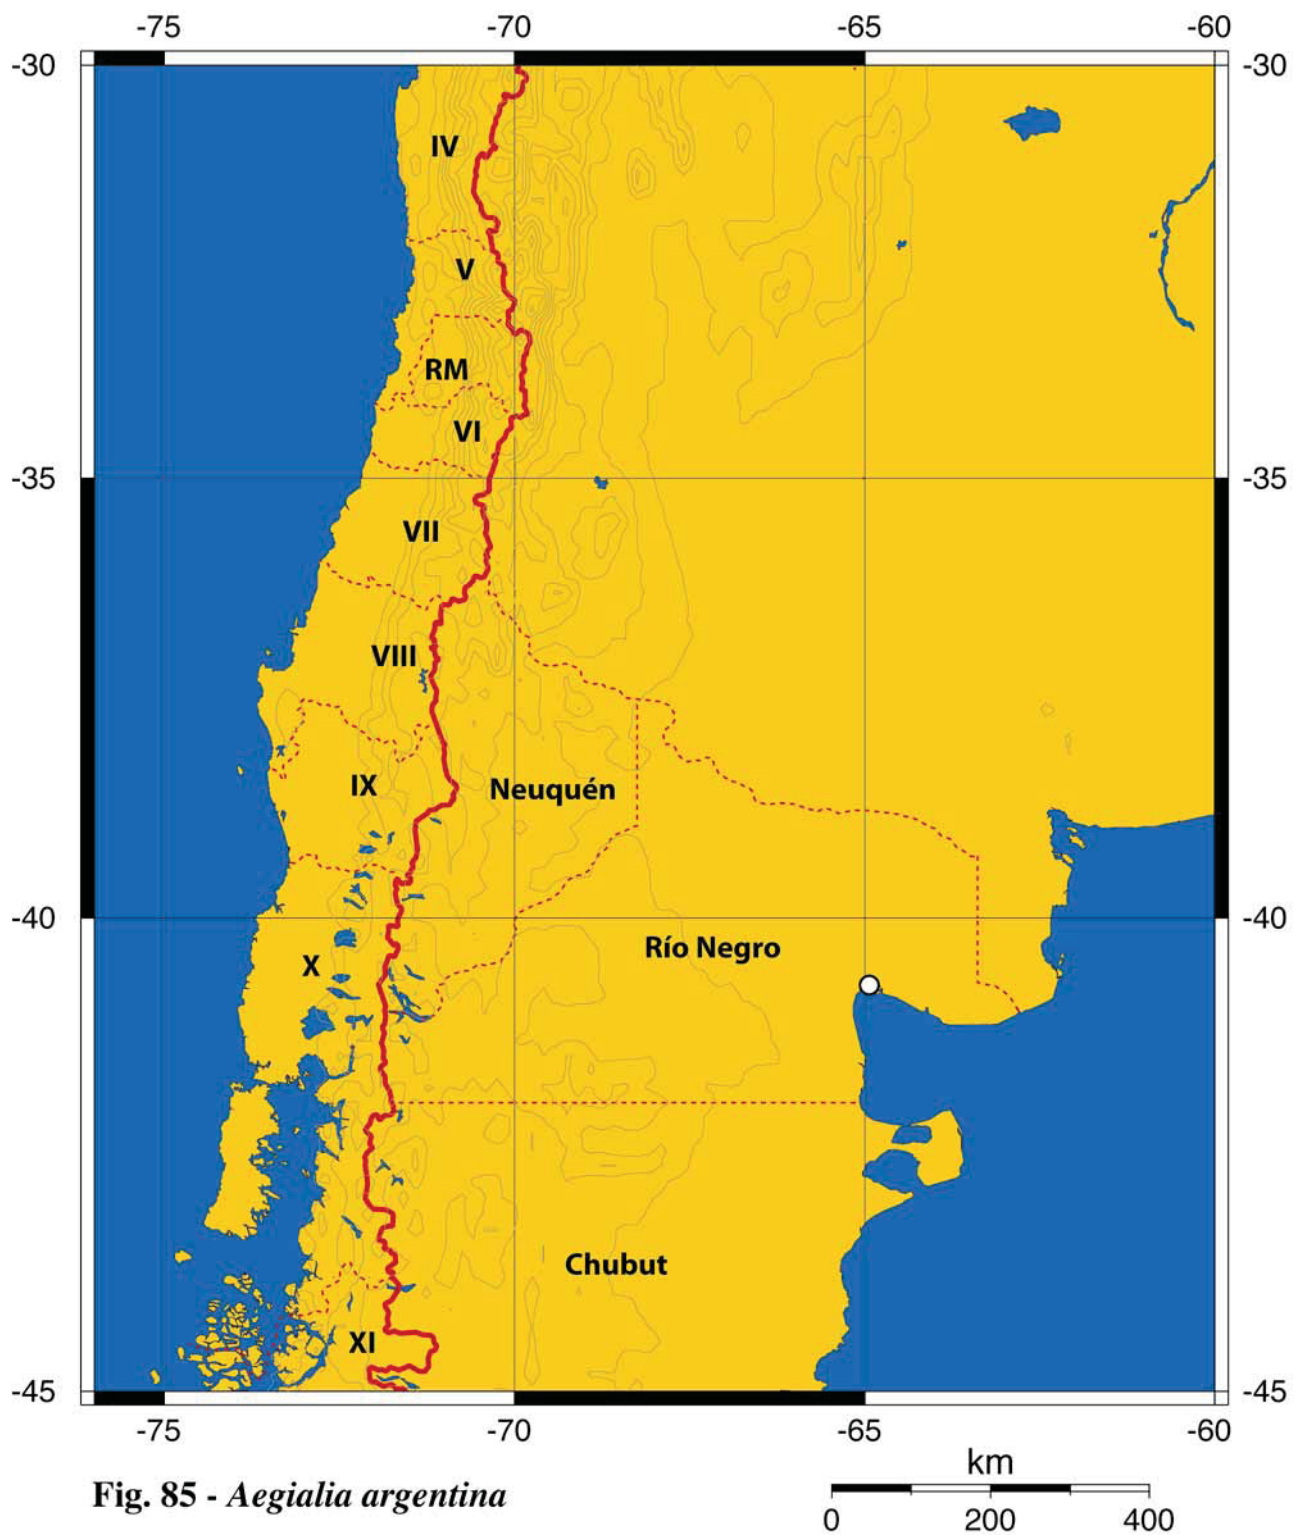 -75 -70 -65 -60
-30 -30
IV
V
RM
VI
-35 -35
VII
VIII
IX Neuquén
-40 -40
Río Negro
X
Chubut
XI
-45 -45
-75 -70 -65 -60
km
Fig. 85 - Aegialia argentina
0 200 400